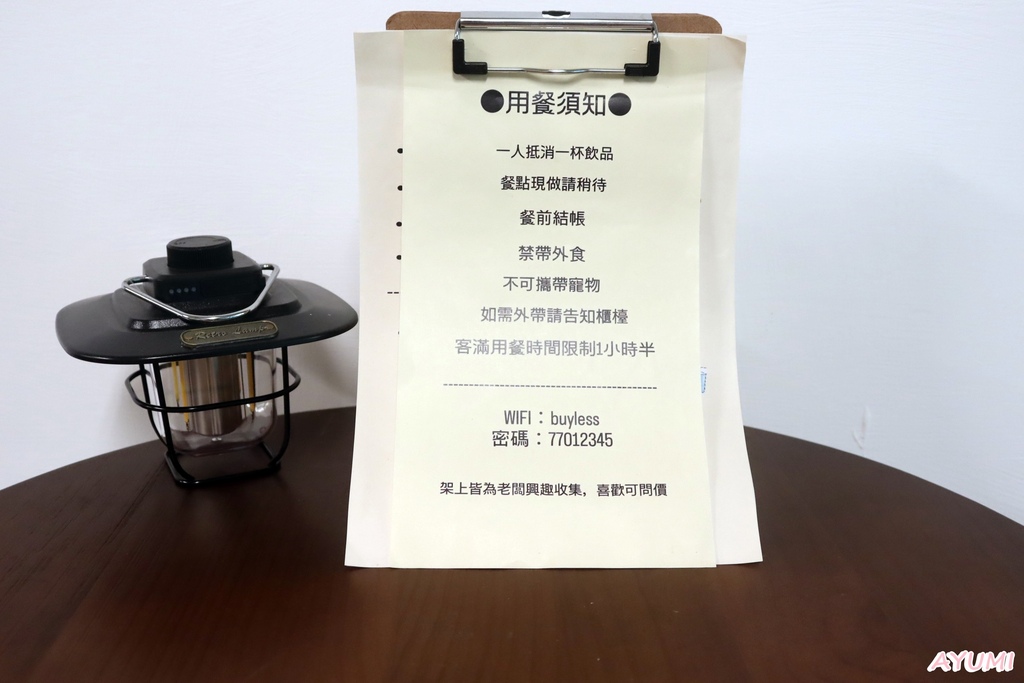 ●用餐須知●
一人抵消一杯飲品
餐點現做請稍待
餐前結帳
禁帶外食
不可攜帶寵物
如需外帶請告知櫃檯
客滿用餐時間限制1小時半
--------------------------------------------
WIFI：buyless
密碼：77012345
架上皆為老闆興趣收集，喜歡可問價
Retro Lamp
AYUMI